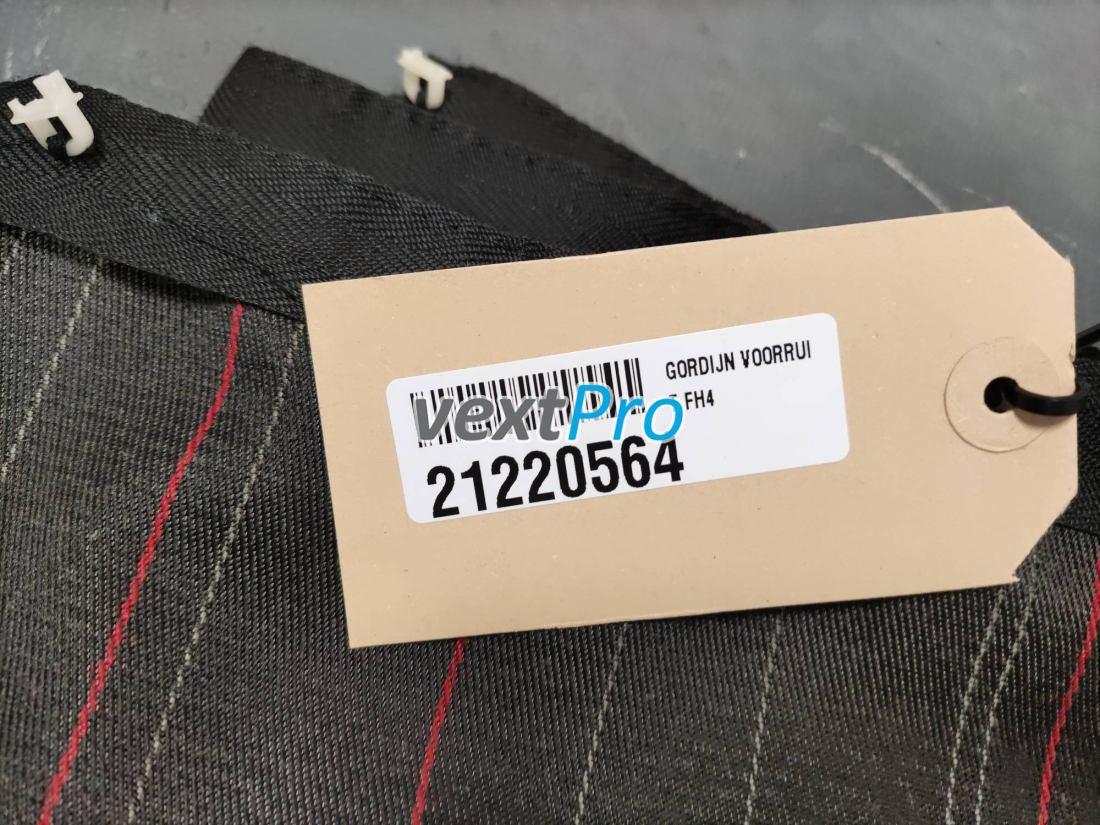 GORDIJN VOORRUI
T FH4
vextPro
21220564